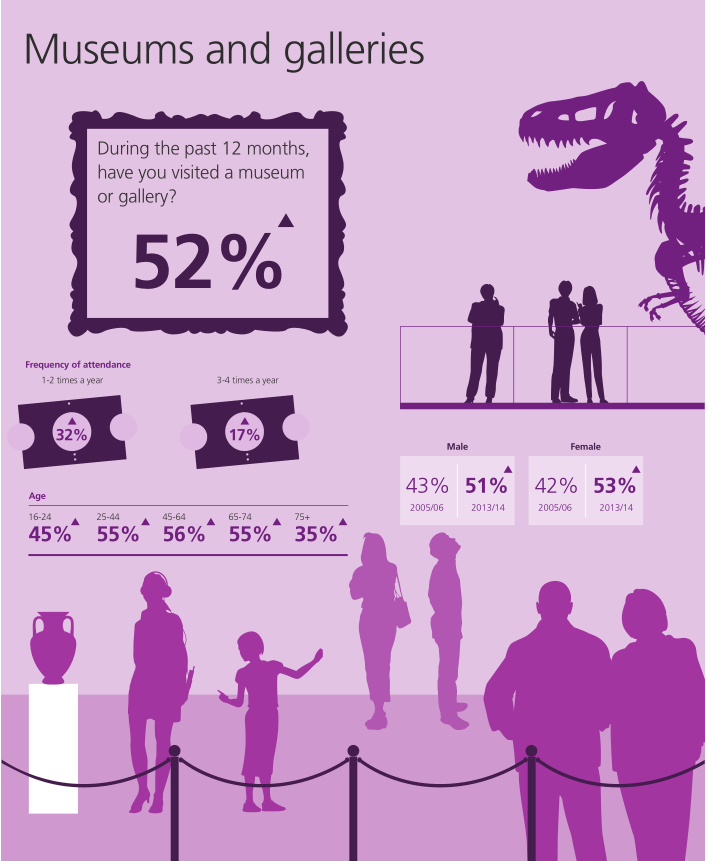 Museums and galleries
During the past 12 months,
have you visited a museum
or gallery?
52%
Frequency of attendance
1-2 times a year
3-4 times a year
32%
17%
Male
Female
43%
51%
42%
53%
2005/06
2013/14
2005/06
2013/14
Age
16-24
25-44
45-64
65-74
75+
45%
55%
56%
55%
35%